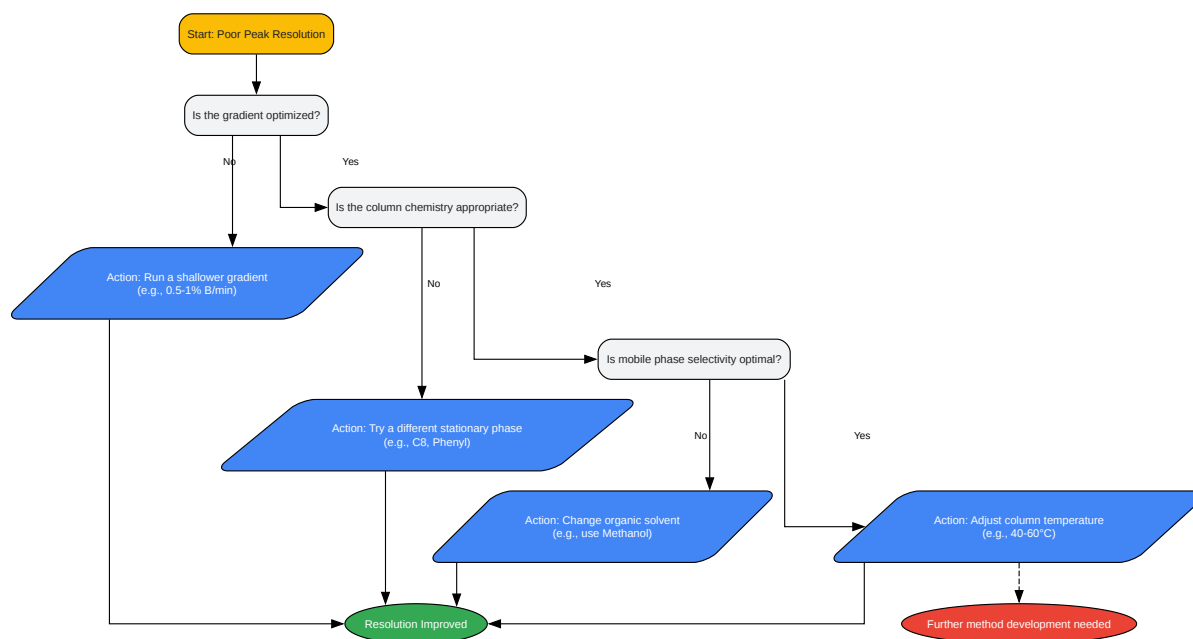 Start: Poor Peak Resolution
Is the gradient optimized?
No
Yes
Is the column chemistry appropriate?
Action: Run a shallower gradient
(e.g., 0.5-1% B/min)
No
Yes
Is mobile phase selectivity optimal?
Action: Try a different stationary phase
(e.g., C8, Phenyl)
No
Yes
Action: Change organic solvent
(e.g., use Methanol)
Action: Adjust column temperature
(e.g., 40-60°C)
Resolution Improved
Further method development needed